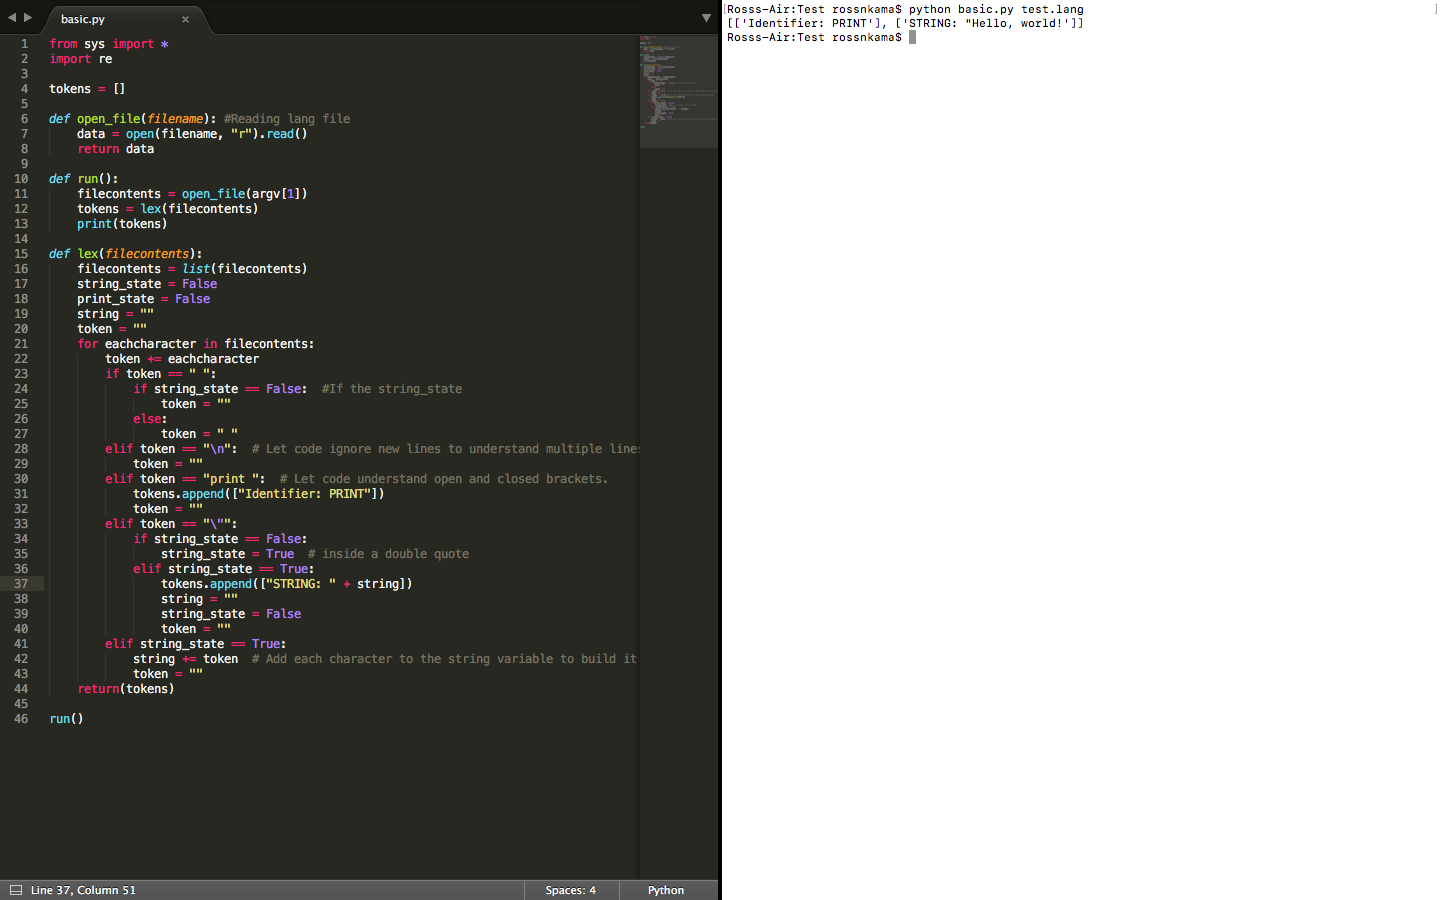 basic.py
1 from sys import *
2 import re
3
4 tokens = []
5
6 def open_file(filename): #Reading lang file
7     data = open(filename, "r").read()
8     return data
9
10 def run():
11     filecontents = open_file(argv[1])
12     tokens = lex(filecontents)
13     print(tokens)
14
15 def lex(filecontents):
16     filecontents = list(filecontents)
17     string_state = False
18     print_state = False
19     string = ""
20     token = ""
21     for eachcharacter in filecontents:
22         token += eachcharacter
23         if token == " ":
24             if string_state == False:  #If the string_state
25                 token = ""
26             else:
27                 token = " "
28         elif token == "\n":  # Let code ignore new lines to understand multiple lines
29             token = ""
30         elif token == "print ":  # Let code understand open and closed brackets.
31             tokens.append(["Identifier: PRINT"])
32             token = ""
33         elif token == "\"":
34             if string_state == False:
35                 string_state = True  # inside a double quote
36             elif string_state == True:
37                 tokens.append(["STRING: " + string])
38                 string = ""
39                 string_state = False
40                 token = ""
41         elif string_state == True:
42             string += token  # Add each character to the string variable to build it
43             token = ""
44     return(tokens)
45
46 run()
Line 37, Column 51
Spaces: 4
Python
[Rosss-Air:Test rossnkama$ python basic.py test.lang ]
[['Identifier: PRINT'], ['STRING: "Hello, world!']]
Rosss-Air:Test rossnkama$